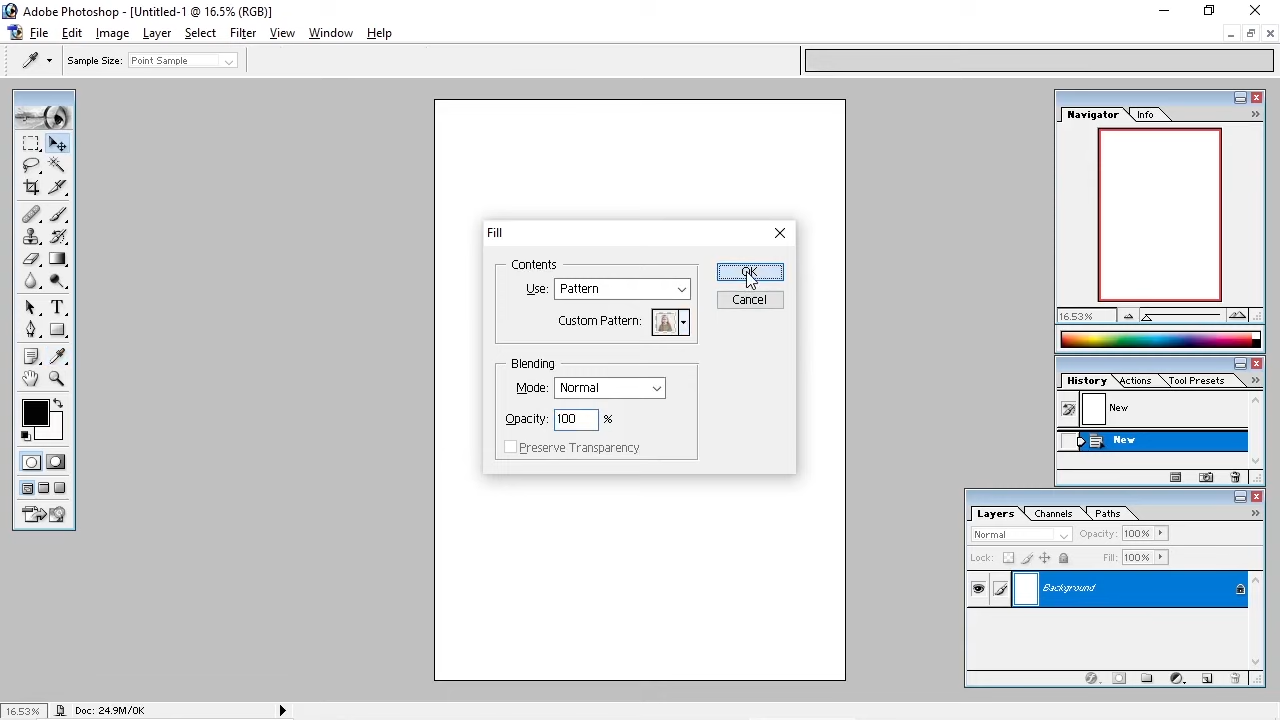 Adobe Photoshop - [Untitled-1 @ 16.5% (RGB)]
File Edit Image Layer Select Filter View Window Help
Sample Size: Point Sample
Navigator Info
16.53%
History Actions Tool Presets
New
New
Fill
Contents
Use: Pattern
Custom Pattern:
OK
Cancel
Blending
Mode: Normal
Opacity: 100 %
Preserve Transparency
Layers Channels Paths
Normal Opacity: 100%
Lock: Fill: 100%
Background
16.53% Doc: 24.9M/0K